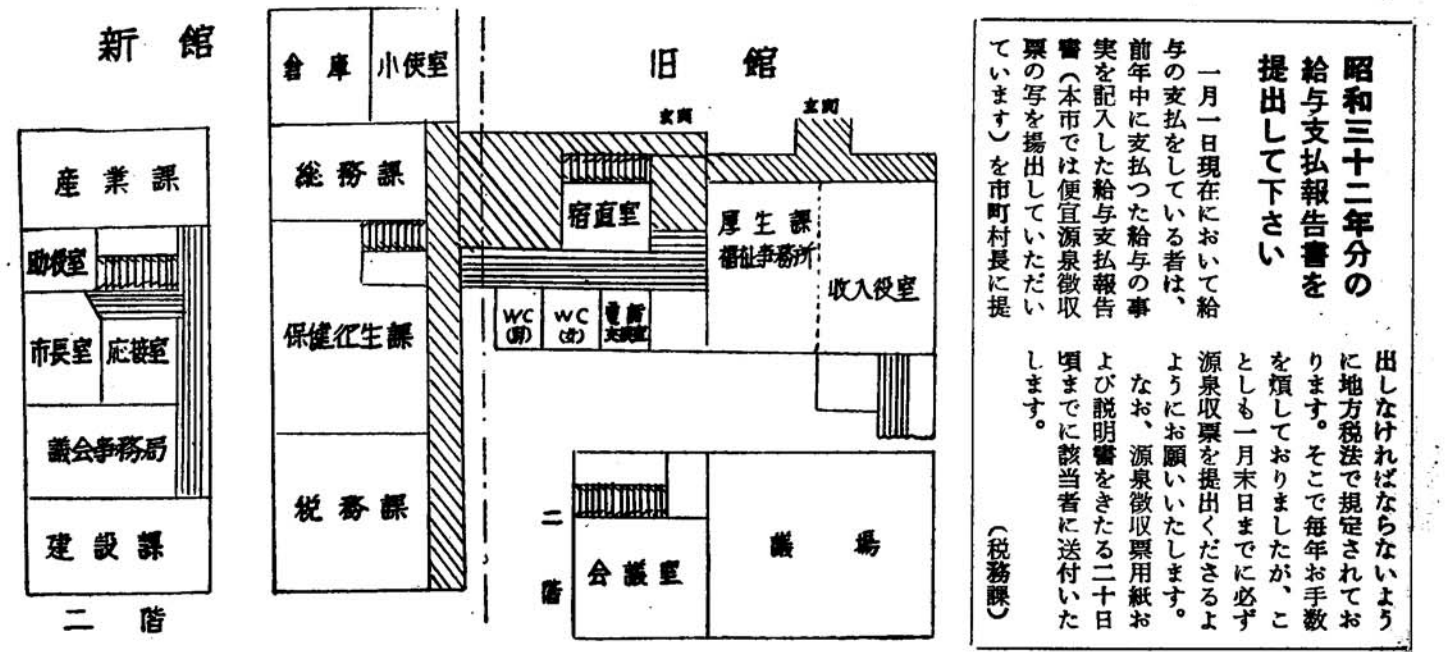 新館
産業課
助役室
市長室
応接室
議会事務局
建設課
二階
倉庫
小使室
総務課
保健衛生課
税務課
旧館
玄関
玄関
宿直室
厚生課
福祉事務所
収入役室
WC
(男)
WC
(女)
電話
交換室
二階
会議室
議場
昭和三十二年分の
給与支払報告書を
提出して下さい
一月一日現在において給
与の支払をしている者は、
前年中に支払つた給与の事
実を記入した給与支払報告
書（本市では便宜源泉徴収
票の写を揚出していただい
ています）を市町村長に提
出しなければならないよう
に地方税法で規定されてお
ります。そこで毎年お手数
を煩しておりましたが、こ
としも一月末日までに必ず
源泉収票を提出くださるよ
ようにお願いいたします。
なお、源泉徴収票用紙お
よび説明書をきたる二十日
頃までに該当者に送付いた
します。
（税務課）